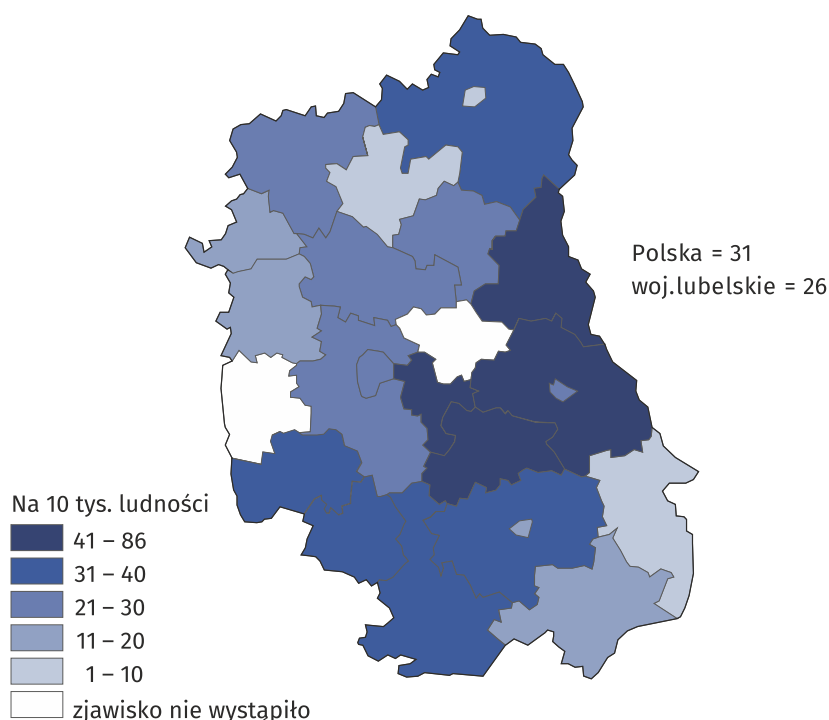 Polska = 31
woj.lubelskie = 26
Na 10 tys. ludności
41 – 86
31 – 40
21 – 30
11 – 20
1 – 10
zjawisko nie wystąpiło